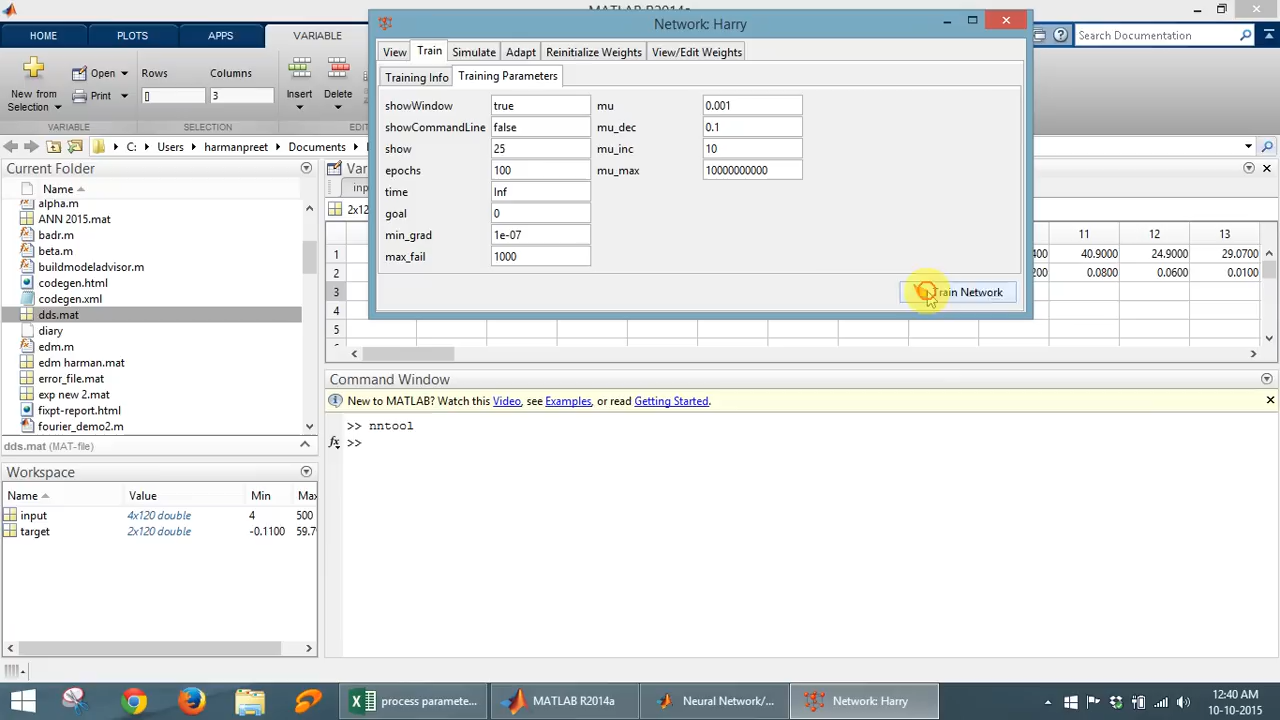 MATLAB R2014a
Network: Harry
HOME
PLOTS
APPS
VARIABLE
Search Documentation
View
Train
Simulate
Adapt
Reinitialize Weights
View/Edit Weights
Training Info
Training Parameters
New from
Selection
Open
Print
Rows
Columns
[]
3
Insert
Delete
VARIABLE
SELECTION
showWindow true mu 0.001
showCommandLine false mu_dec 0.1
show 25 mu_inc 10
epochs 100 mu_max 10000000000
time Inf
goal 0
min_grad 1e-07
max_fail 1000
Train Network
C: Users harmanpreet Documents
Current Folder
Name
alpha.m
ANN 2015.mat
badr.m
beta.m
buildmodeladvisor.m
codegen.html
codegen.xml
dds.mat
diary
edm.m
edm harman.mat
error_file.mat
exp new 2.mat
fixpt-report.html
fourier_demo2.m
dds.mat (MAT-file)
11 12 13
1 40.9000 24.9000 29.0700
2 0.0800 0.0600 0.0100
3
4
5
Command Window
New to MATLAB? Watch this Video, see Examples, or read Getting Started.
>> nntool
fx >>
Workspace
Name Value Min Max
input 4x120 double 4 500
target 2x120 double -0.1100
process paramete...
MATLAB R2014a
Neural Network/...
Network: Harry
12:40 AM
10-10-2015